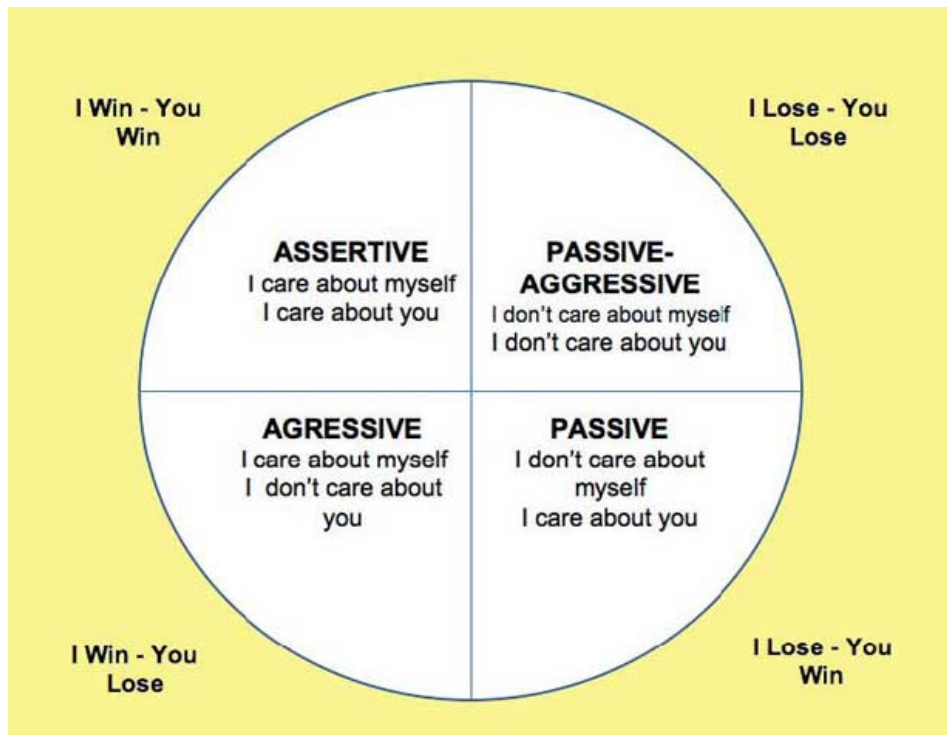 I Win - You
Win
I Lose - You
Lose
ASSERTIVE
I care about myself
I care about you
PASSIVE-
AGGRESSIVE
I don't care about myself
I don't care about you
AGRESSIVE
I care about myself
I don't care about
you
PASSIVE
I don't care about
myself
I care about you
I Win - You
Lose
I Lose - You
Win